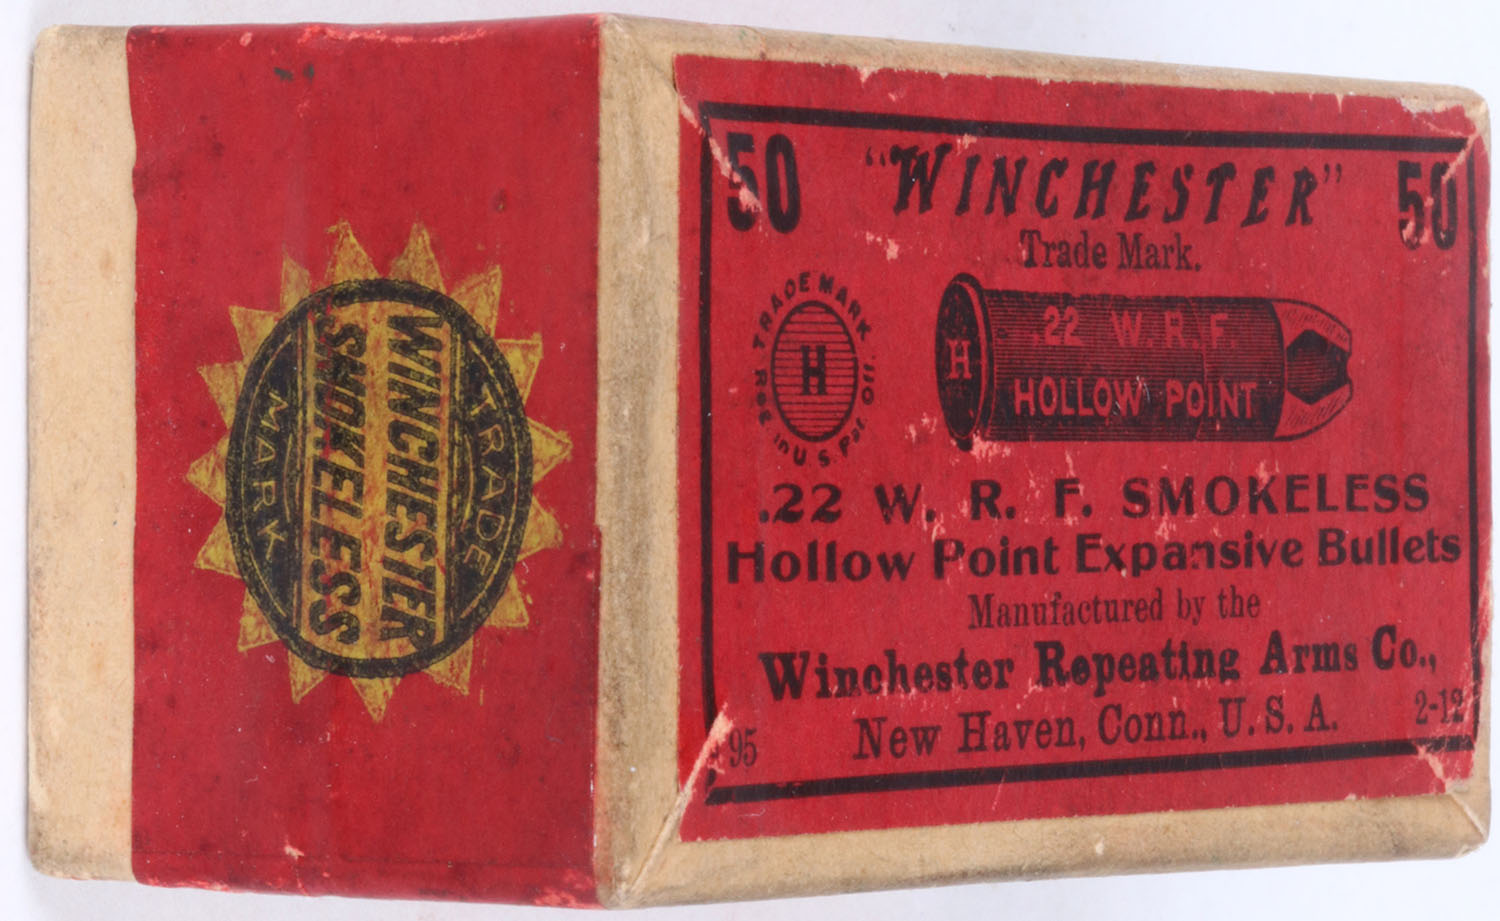 50 "WINCHESTER" 50
Trade Mark.
TRADE MARK
H
REG. IN U. S. PAT. OFF.
H
.22 W. R. F.
HOLLOW POINT
.22 W. R. F. SMOKELESS
Hollow Point Expansive Bullets
Manufactured by the
Winchester Repeating Arms Co.,
New Haven, Conn., U. S. A.
95
2-12
TRADE
WINCHESTER
SMOKELESS
MARK